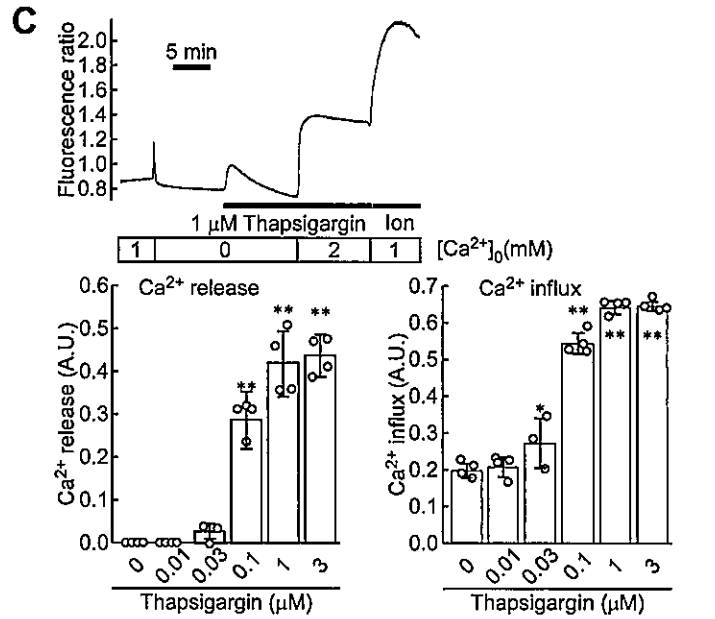 C
Fluorescence ratio
2.0
1.8
1.6
1.4
1.2
1.0
0.8
5 min
1 μM Thapsigargin Ion
1 0 2 1 [Ca²⁺]₀(mM)
Ca²⁺ release
Ca²⁺ release (A.U.)
0.6
0.5
0.4
0.3
0.2
0.1
0.0
** ** **
0 0.01 0.03 0.1 1 3
Thapsigargin (μM)
Ca²⁺ influx
Ca²⁺ influx (A.U.)
0.7
0.6
0.5
0.4
0.3
0.2
0.1
0.0
* ** ** **
0 0.01 0.03 0.1 1 3
Thapsigargin (μM)